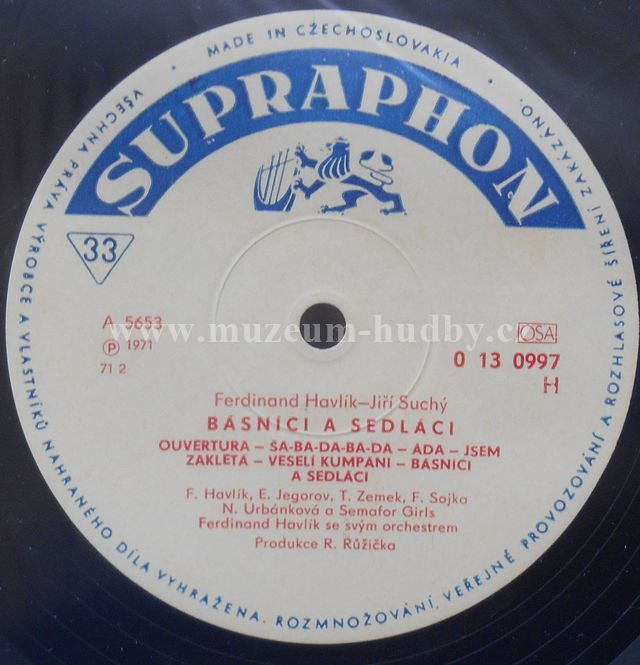 MADE IN CZECHOSLOVAKIA
SUPRAPHON
33
A 5653
Ⓟ 1971
71 2
www.muzeum-hudby.c
OSA
0 13 0997
H
Ferdinand Havlík–Jiří Suchý
BÁSNÍCI A SEDLÁCI
OUVERTURA – ŠA-BA-DA-BA-DA – ÁDA – JSEM
ZAKLETÁ – VESELÍ KUMPÁNI – BÁSNÍCI
A SEDLÁCI
F. Havlík, E. Jegorov, T. Zemek, F. Sojka
N. Urbánková a Semafor Girls
Ferdinand Havlík se svým orchestrem
Produkce R. Růžička
VŠECHNA PRÁVA VÝROBCE A VLASTNÍKŮ NAHRANÉHO DÍLA VYHRAŽENA. ROZMNOŽOVÁNÍ, VEŘEJNÉ PROVOZOVÁNÍ A ROZHLASOVÉ ŠÍŘENÍ ZAKÁZÁNO.